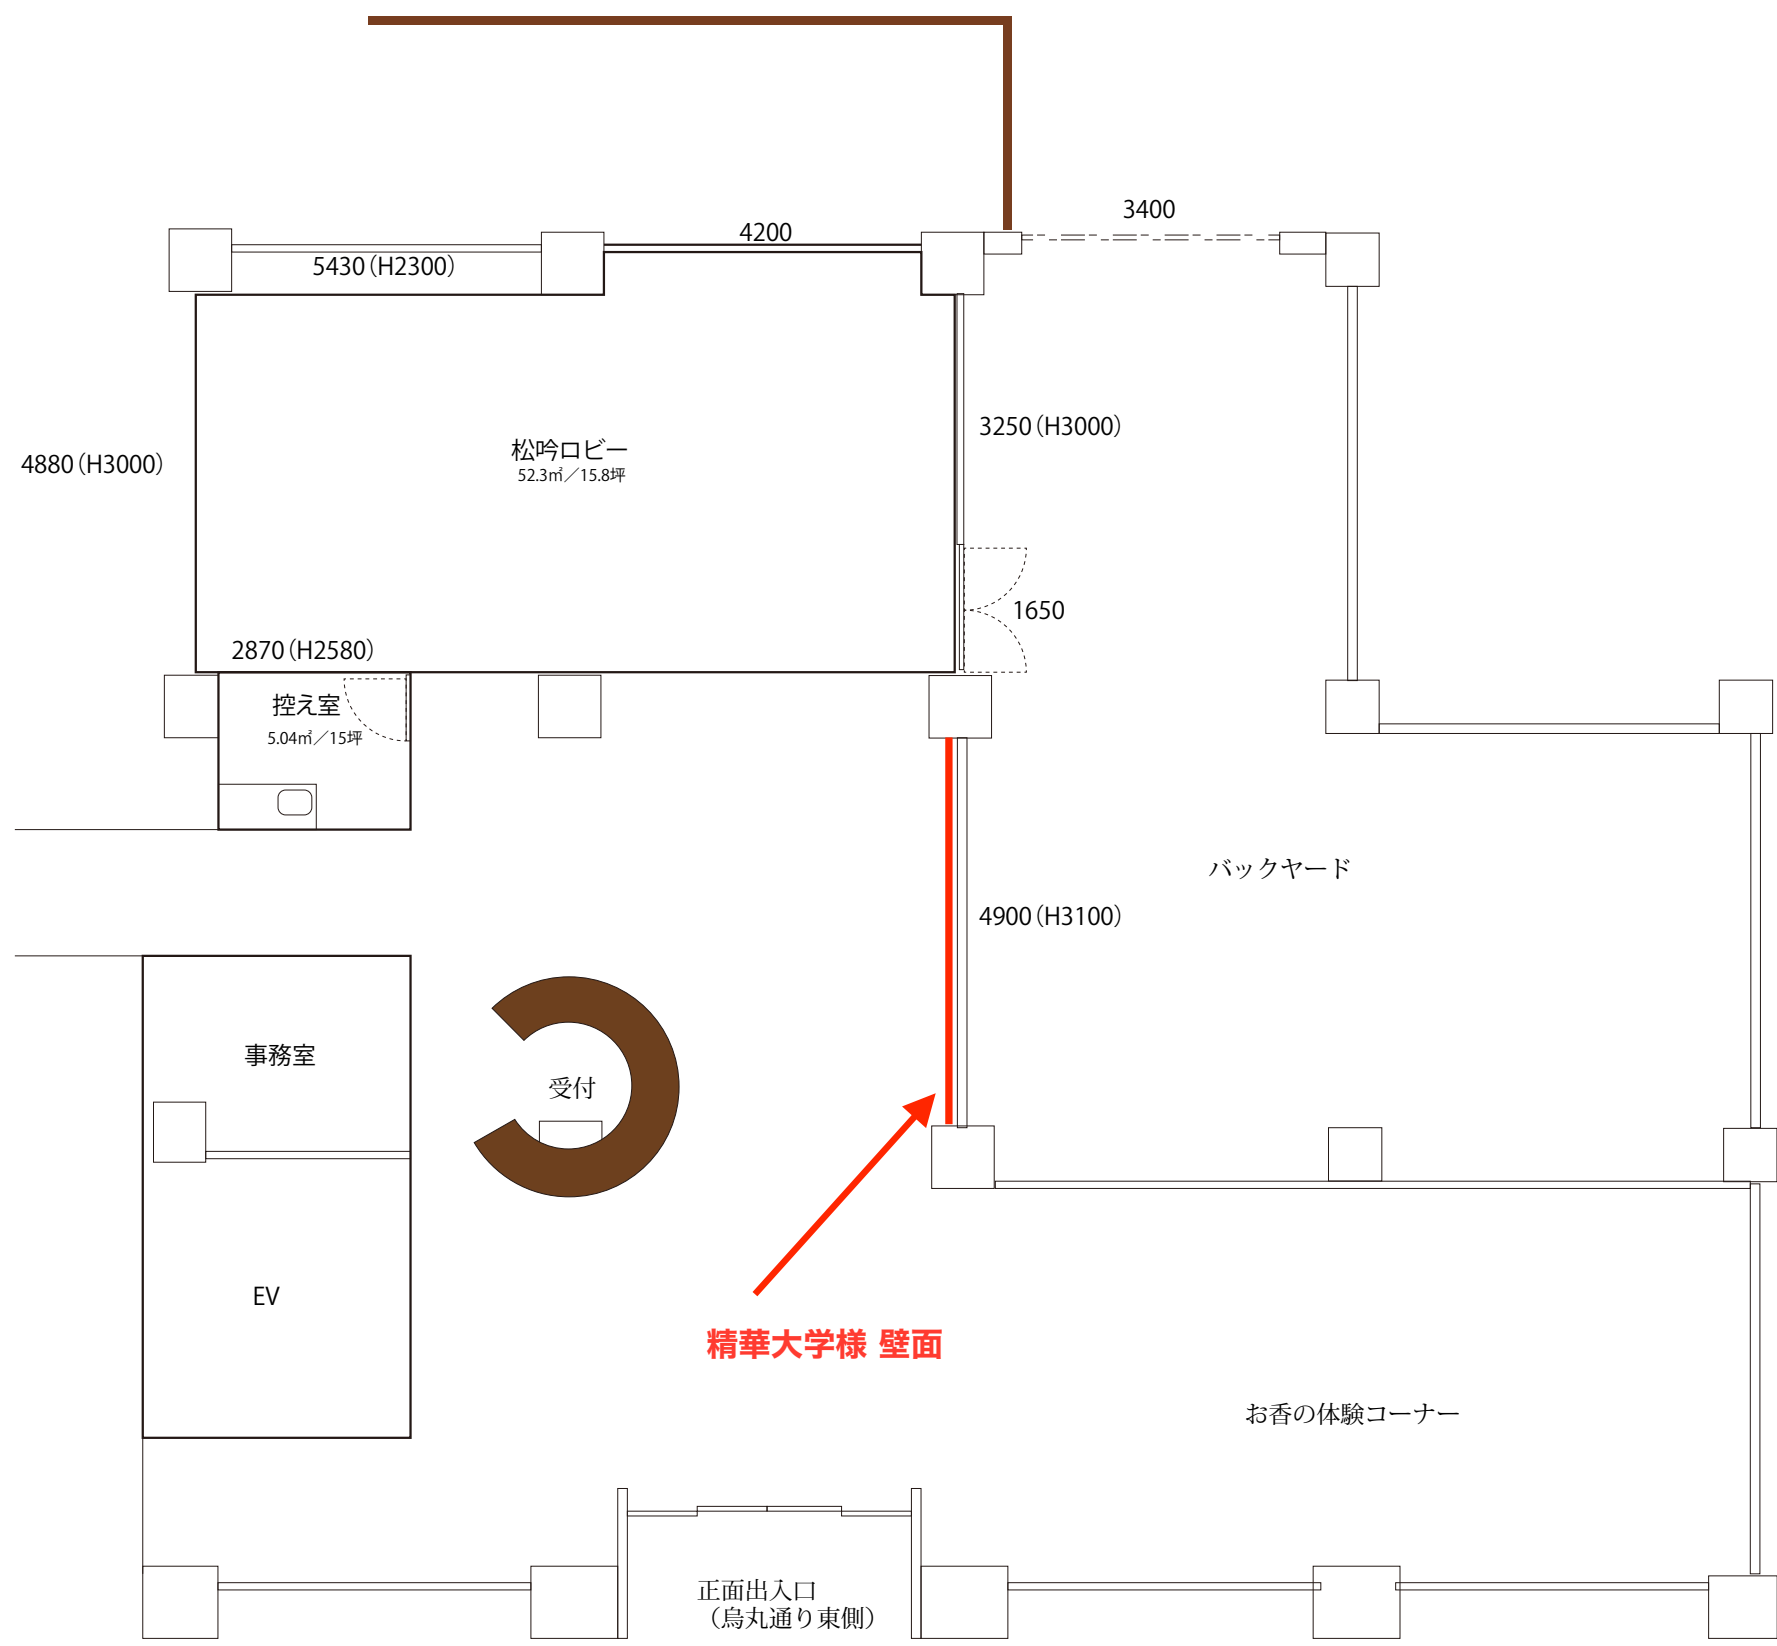 3400
4200
5430（H2300）
3250（H3000）
松吟ロビー
52.3㎡／15.8坪
4880（H3000）
1650
2870（H2580）
控え室
5.04㎡／15坪
バックヤード
4900（H3100）
事務室
受付
EV
精華大学様 壁面
お香の体験コーナー
正面出入口
（烏丸通り東側）